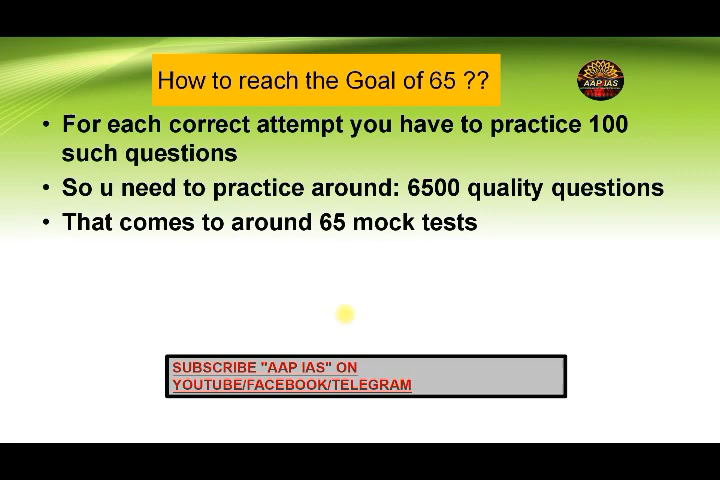 How to reach the Goal of 65 ??
AAP IAS
• For each correct attempt you have to practice 100
such questions
• So u need to practice around: 6500 quality questions
• That comes to around 65 mock tests
SUBSCRIBE "AAP IAS" ON
YOUTUBE/FACEBOOK/TELEGRAM